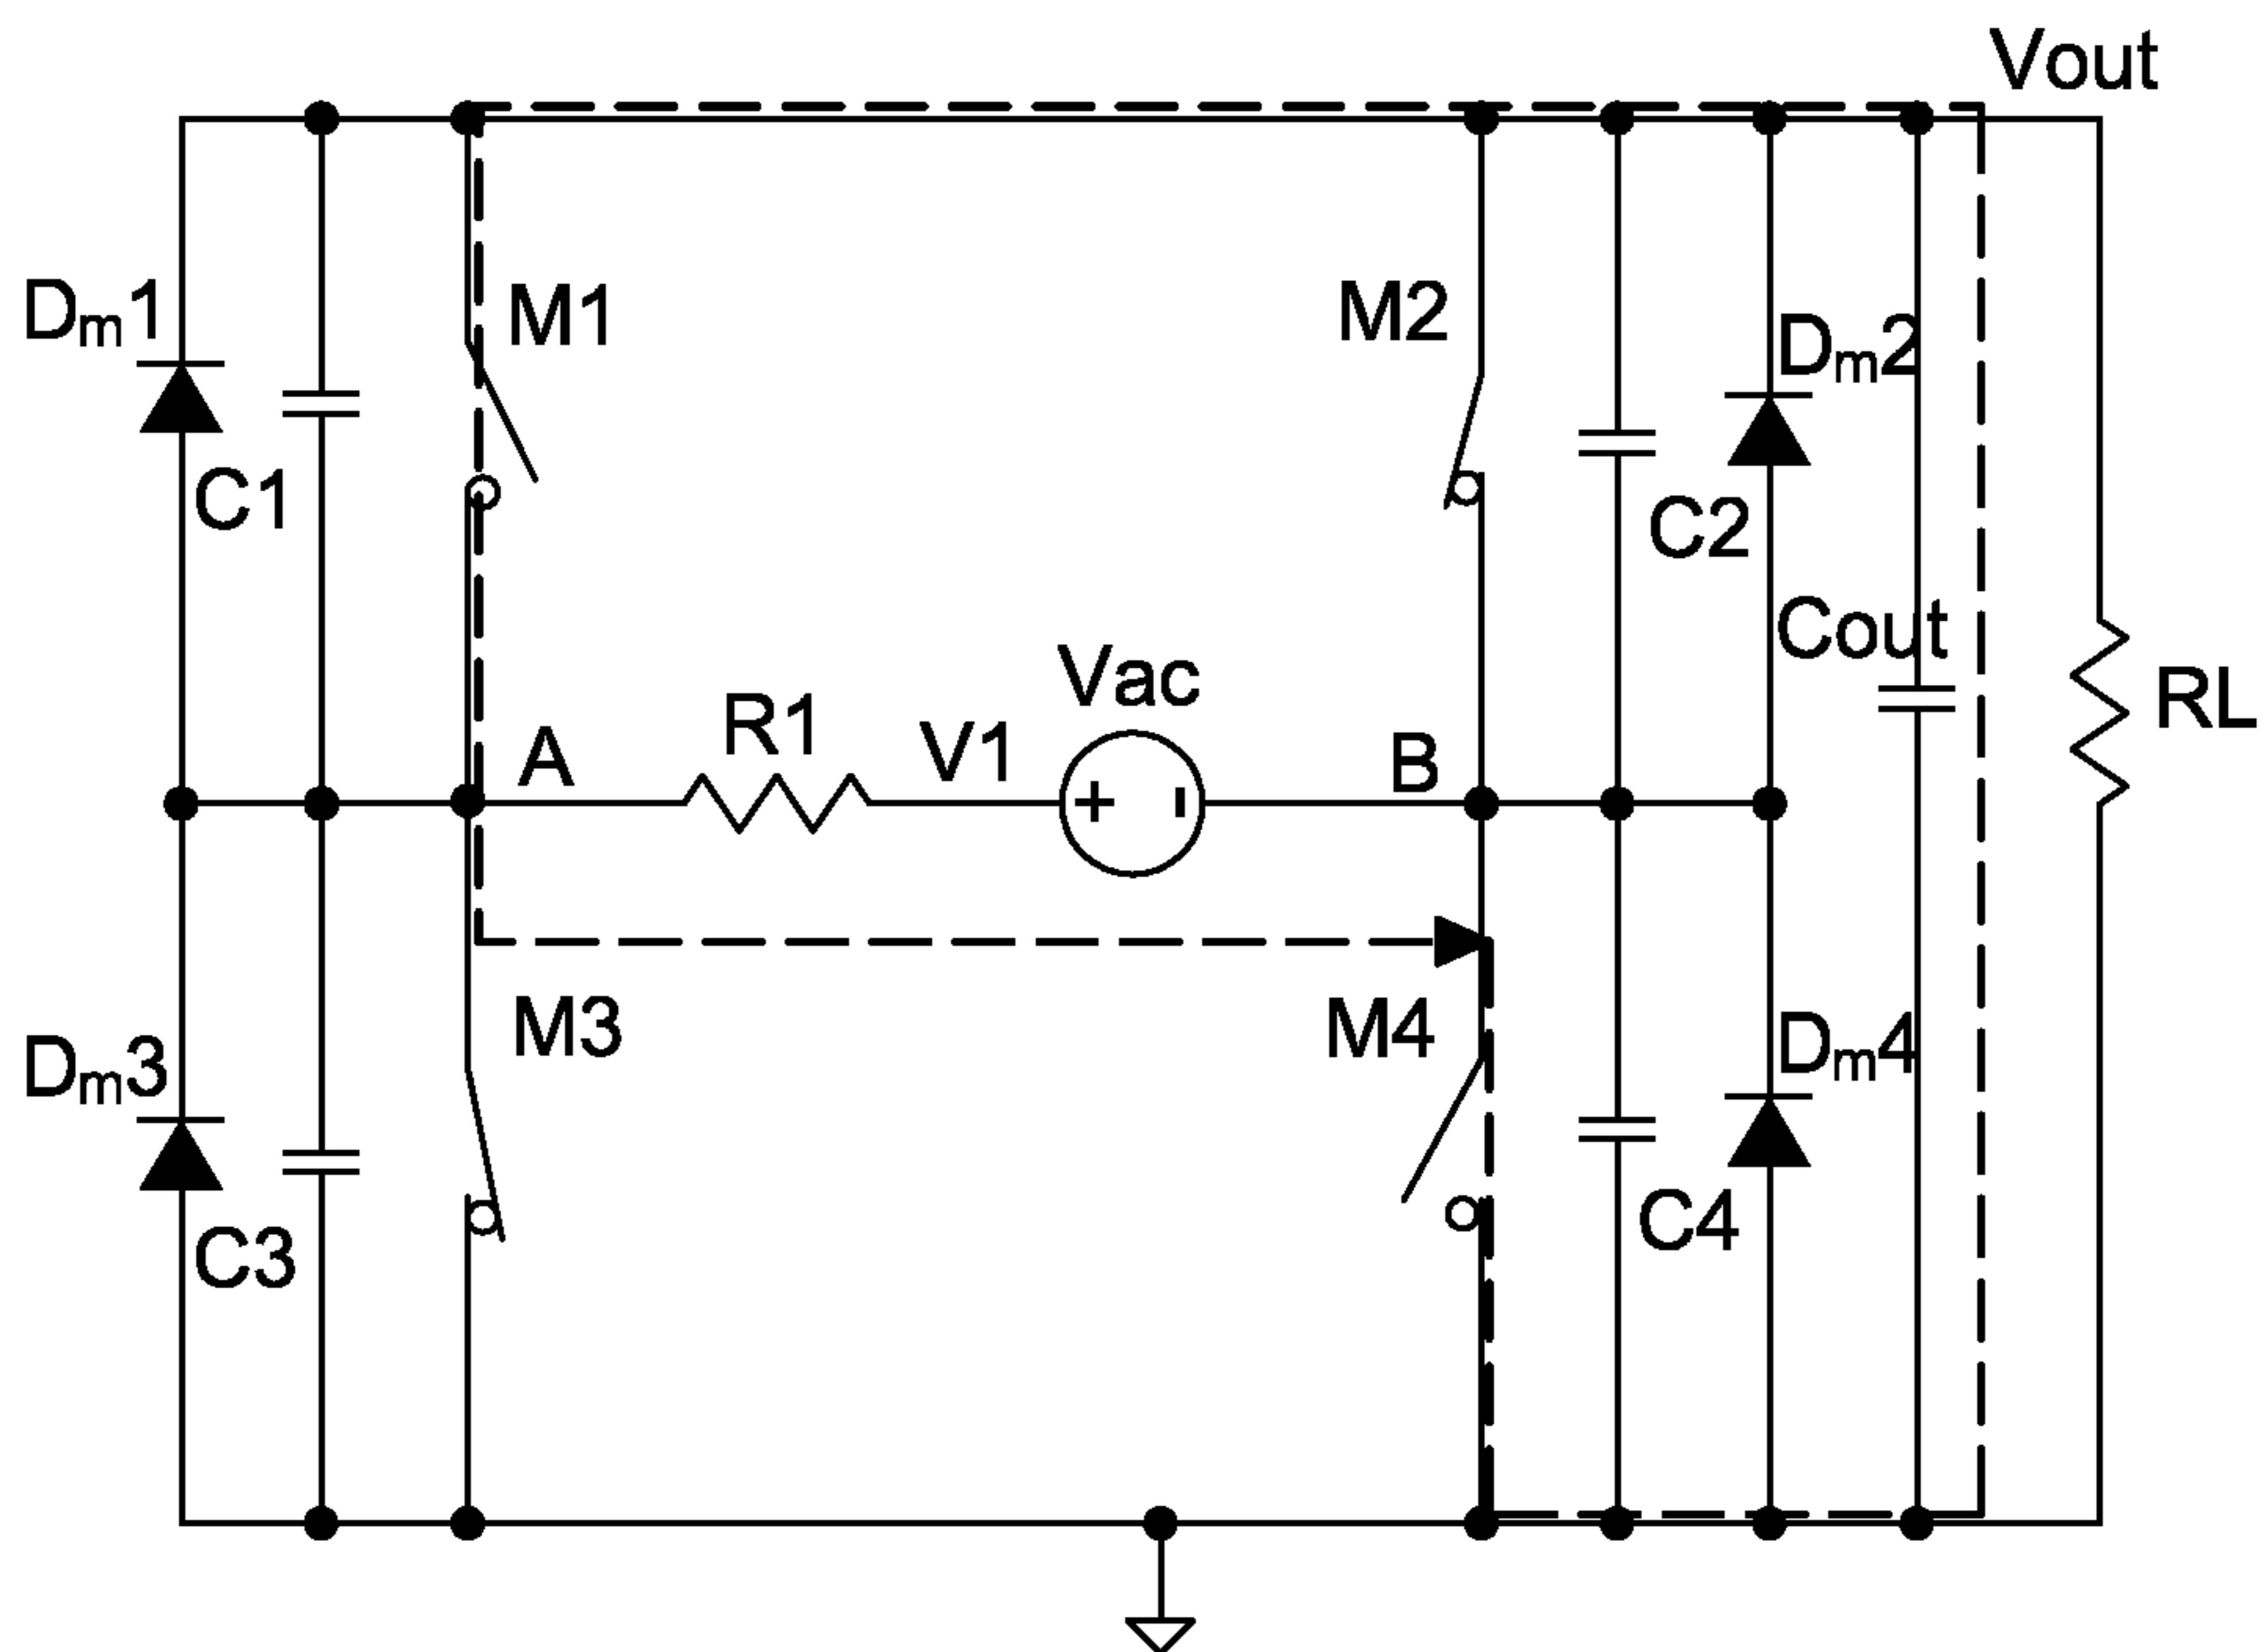 Vout
Dm1
M1
M2
Dm2
C1
C2
Cout
Vac
R1
V1
A
B
RL
M3
M4
Dm3
Dm4
C3
C4
+
-